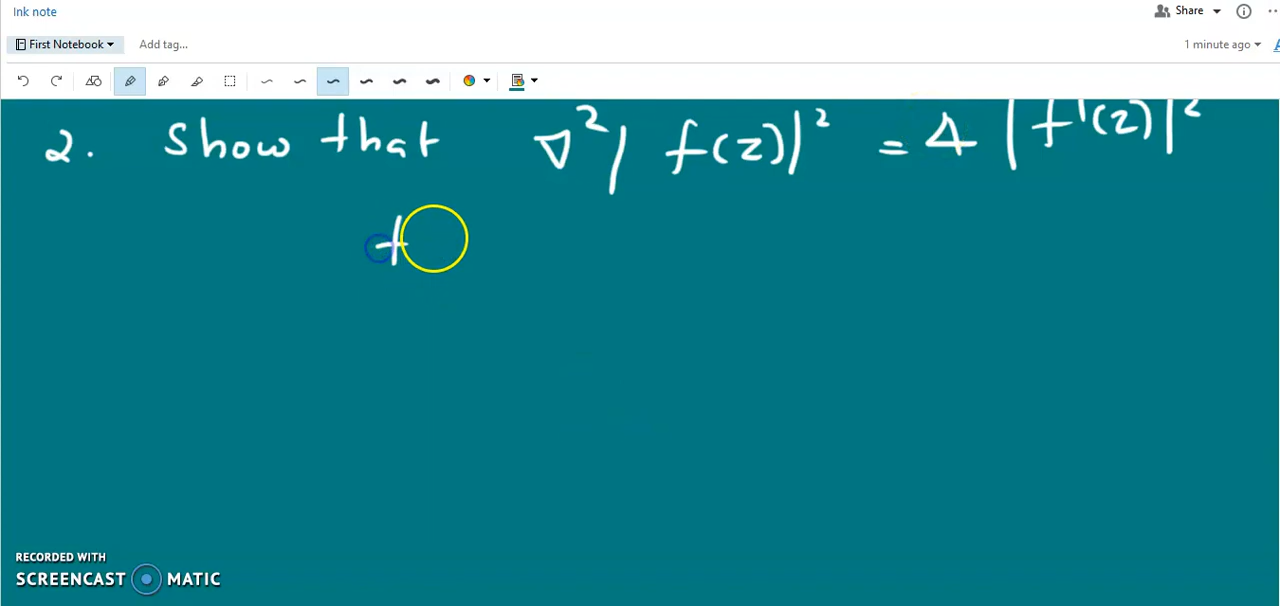 Ink note
Share
First Notebook
Add tag...
1 minute ago
2. Show that ∇²|f(z)|² = 4|f'(z)|²
RECORDED WITH
SCREENCAST MATIC